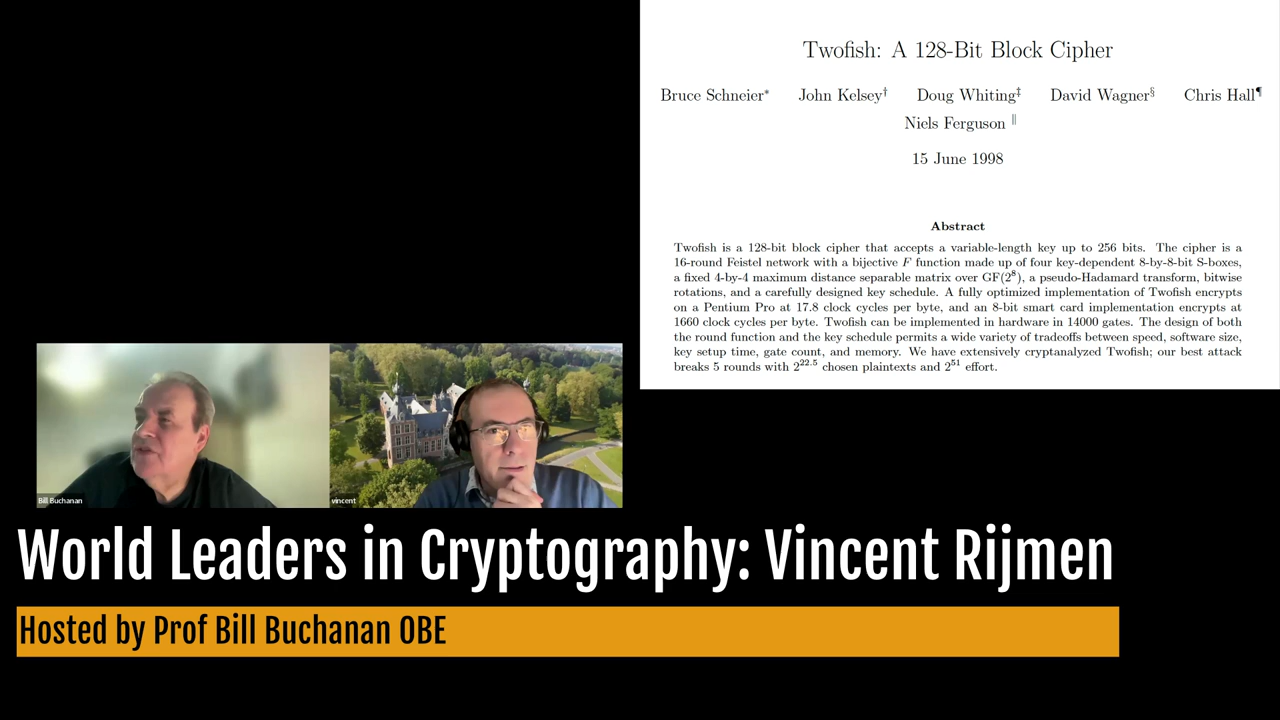 Twofish: A 128-Bit Block Cipher
Bruce Schneier* John Kelsey† Doug Whiting‡ David Wagner§ Chris Hall¶
Niels Ferguson ‖
15 June 1998
Abstract
Twofish is a 128-bit block cipher that accepts a variable-length key up to 256 bits. The cipher is a
16-round Feistel network with a bijective F function made up of four key-dependent 8-by-8-bit S-boxes,
a fixed 4-by-4 maximum distance separable matrix over GF(2⁸), a pseudo-Hadamard transform, bitwise
rotations, and a carefully designed key schedule. A fully optimized implementation of Twofish encrypts
on a Pentium Pro at 17.8 clock cycles per byte, and an 8-bit smart card implementation encrypts at
1660 clock cycles per byte. Twofish can be implemented in hardware in 14000 gates. The design of both
the round function and the key schedule permits a wide variety of tradeoffs between speed, software size,
key setup time, gate count, and memory. We have extensively cryptanalyzed Twofish; our best attack
breaks 5 rounds with 2^22.5 chosen plaintexts and 2^51 effort.
Bill Buchanan
vincent
World Leaders in Cryptography: Vincent Rijmen
Hosted by Prof Bill Buchanan OBE